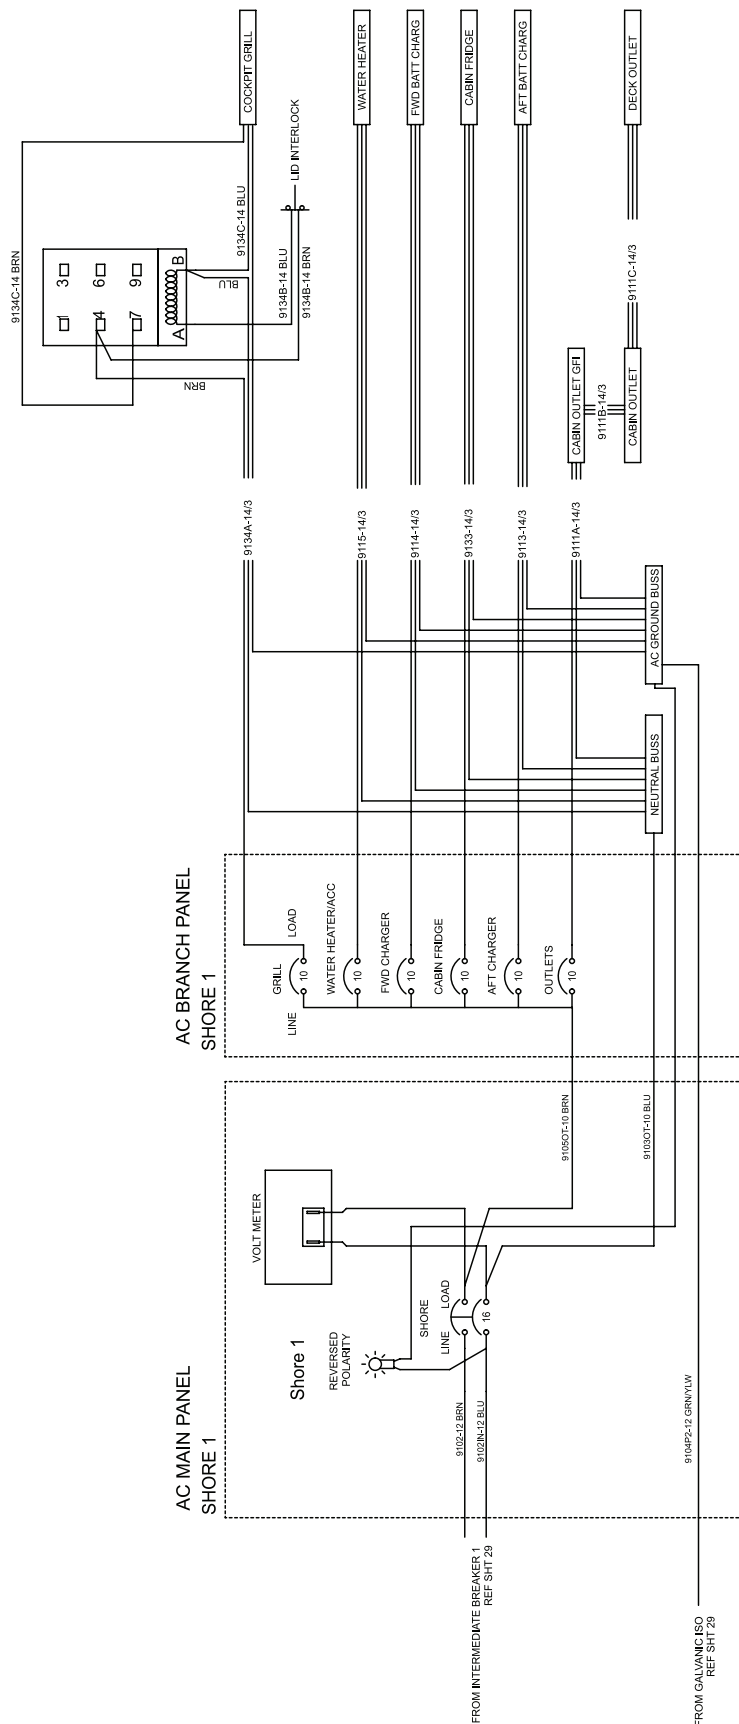 COCKPIT GRILL
WATER HEATER
FWD BATT CHARG
CABIN FRIDGE
AFT BATT CHARG
DECK OUTLET
9134C-14 BRN
3
6
9
1
4
7
A
B
9134C-14 BLU
BLU
LID INTERLOCK
9134B-14 BLU
9134B-14 BRN
BRN
9111C-14/3
CABIN OUTLET GFI
9111B-14/3
CABIN OUTLET
9134A-14/3
9115-14/3
9114-14/3
9133-14/3
9113-14/3
9111A-14/3
AC GROUND BUSS
NEUTRAL BUSS
AC BRANCH PANEL
SHORE 1
LOAD
LINE
GRILL
10
WATER HEATER/ACC
10
FWD CHARGER
10
CABIN FRIDGE
10
AFT CHARGER
10
OUTLETS
10
9105OT-10 BRN
9103OT-10 BLU
AC MAIN PANEL
SHORE 1
VOLT METER
Shore 1
REVERSED
POLARITY
SHORE
LOAD
LINE
16
9102-12 BRN
9102IN-12 BLU
9104P2-12 GRN/YLW
FROM INTERMEDIATE BREAKER 1
REF SHT 29
FROM GALVANIC ISO
REF SHT 29